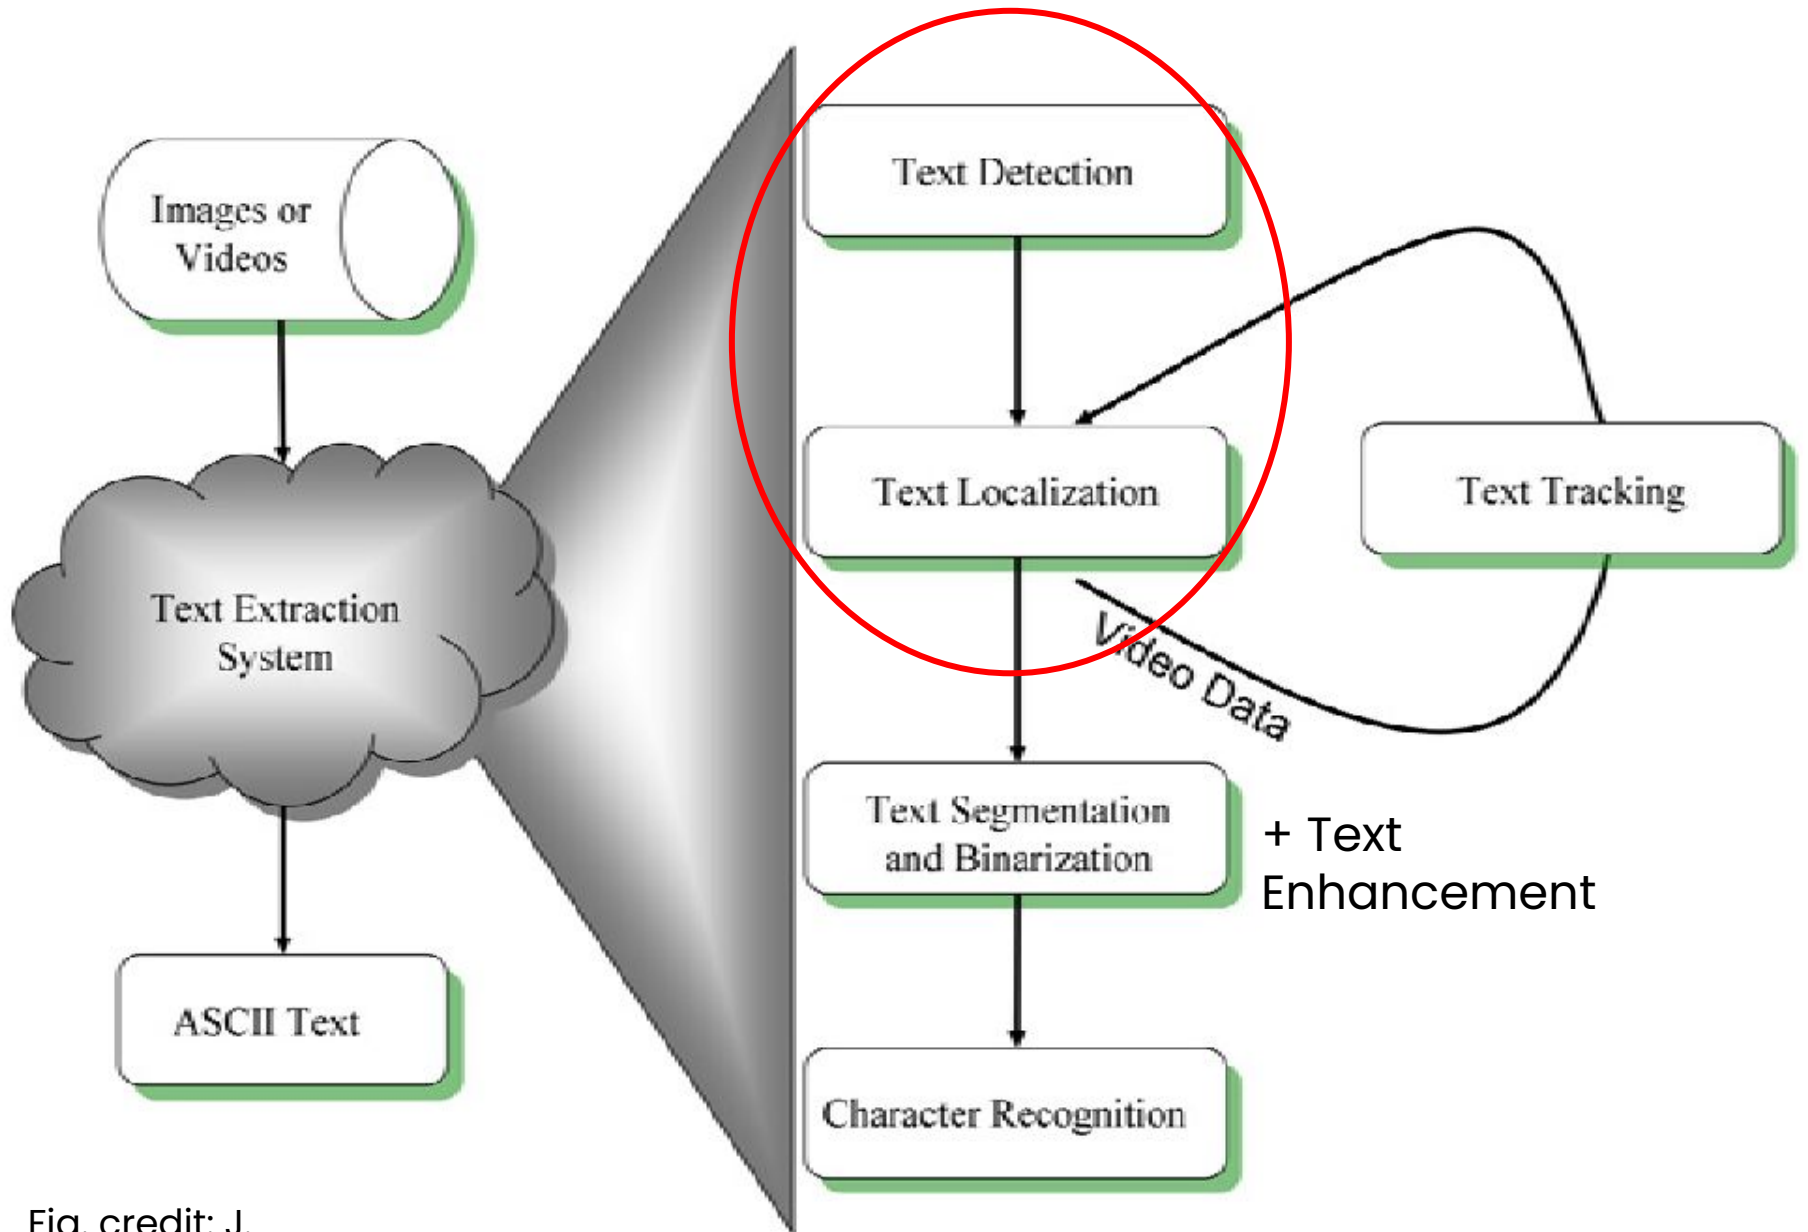 Images or
Videos
Text Extraction
System
ASCII Text
Text Detection
Text Localization
Text Tracking
Video Data
Text Segmentation
and Binarization
+ Text
Enhancement
Character Recognition
Fig. credit: J.